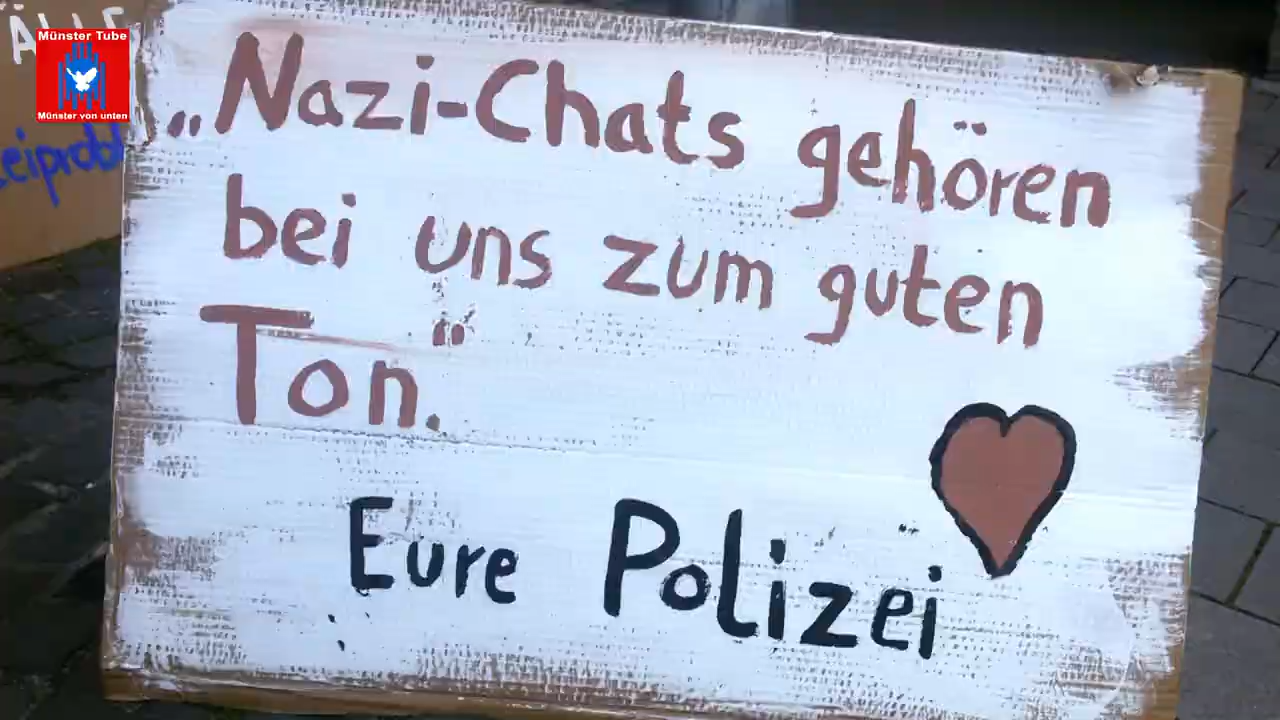 Münster Tube
Münster von unten
„Nazi-Chats gehören
bei uns zum guten
Ton."
Eure Polizei